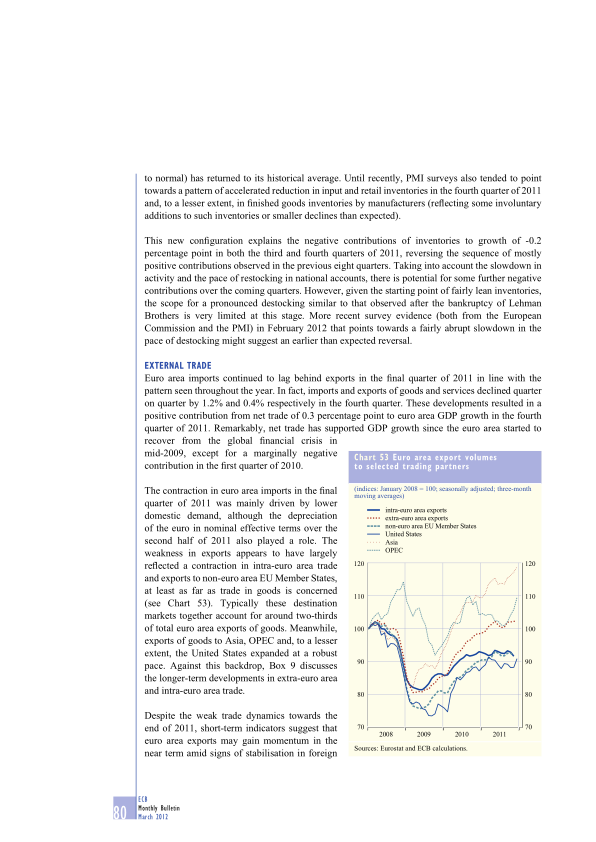 to normal) has returned to its historical average. Until recently, PMI surveys also tended to point
towards a pattern of accelerated reduction in input and retail inventories in the fourth quarter of 2011
and, to a lesser extent, in finished goods inventories by manufacturers (reflecting some involuntary
additions to such inventories or smaller declines than expected).
This new configuration explains the negative contributions of inventories to growth of -0.2
percentage point in both the third and fourth quarters of 2011, reversing the sequence of mostly
positive contributions observed in the previous eight quarters. Taking into account the slowdown in
activity and the pace of restocking in national accounts, there is potential for some further negative
contributions over the coming quarters. However, given the starting point of fairly lean inventories,
the scope for a pronounced destocking similar to that observed after the bankruptcy of Lehman
Brothers is very limited at this stage. More recent survey evidence (both from the European
Commission and the PMI) in February 2012 that points towards a fairly abrupt slowdown in the
pace of destocking might suggest an earlier than expected reversal.
EXTERNAL TRADE
Euro area imports continued to lag behind exports in the final quarter of 2011 in line with the
pattern seen throughout the year. In fact, imports and exports of goods and services declined quarter
on quarter by 1.2% and 0.4% respectively in the fourth quarter. These developments resulted in a
positive contribution from net trade of 0.3 percentage point to euro area GDP growth in the fourth
quarter of 2011. Remarkably, net trade has supported GDP growth since the euro area started to
recover from the global financial crisis in
mid-2009, except for a marginally negative
contribution in the first quarter of 2010.
The contraction in euro area imports in the final
quarter of 2011 was mainly driven by lower
domestic demand, although the depreciation
of the euro in nominal effective terms over the
second half of 2011 also played a role. The
weakness in exports appears to have largely
reflected a contraction in intra-euro area trade
and exports to non-euro area EU Member States,
at least as far as trade in goods is concerned
(see Chart 53). Typically these destination
markets together account for around two-thirds
of total euro area exports of goods. Meanwhile,
exports of goods to Asia, OPEC and, to a lesser
extent, the United States expanded at a robust
pace. Against this backdrop, Box 9 discusses
the longer-term developments in extra-euro area
and intra-euro area trade.
Despite the weak trade dynamics towards the
end of 2011, short-term indicators suggest that
euro area exports may gain momentum in the
near term amid signs of stabilisation in foreign
Chart 53 Euro area export volumes
to selected trading partners
(indices: January 2008 = 100; seasonally adjusted; three-month
moving averages)
intra-euro area exports
extra-euro area exports
non-euro area EU Member States
United States
Asia
OPEC
120 120
110 110
100 100
90 90
80 80
70 70
2008 2009 2010 2011
Sources: Eurostat and ECB calculations.
80
ECB
Monthly Bulletin
March 2012